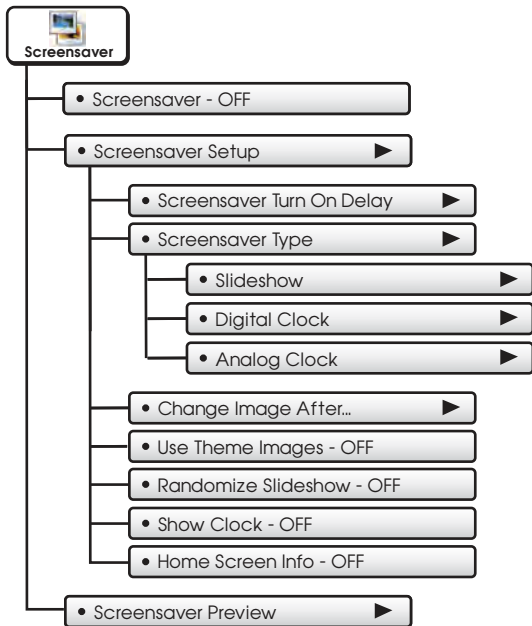 Screensaver
• Screensaver - OFF
• Screensaver Setup
• Screensaver Turn On Delay
• Screensaver Type
• Slideshow
• Digital Clock
• Analog Clock
• Change Image After...
• Use Theme Images - OFF
• Randomize Slideshow - OFF
• Show Clock - OFF
• Home Screen Info - OFF
• Screensaver Preview